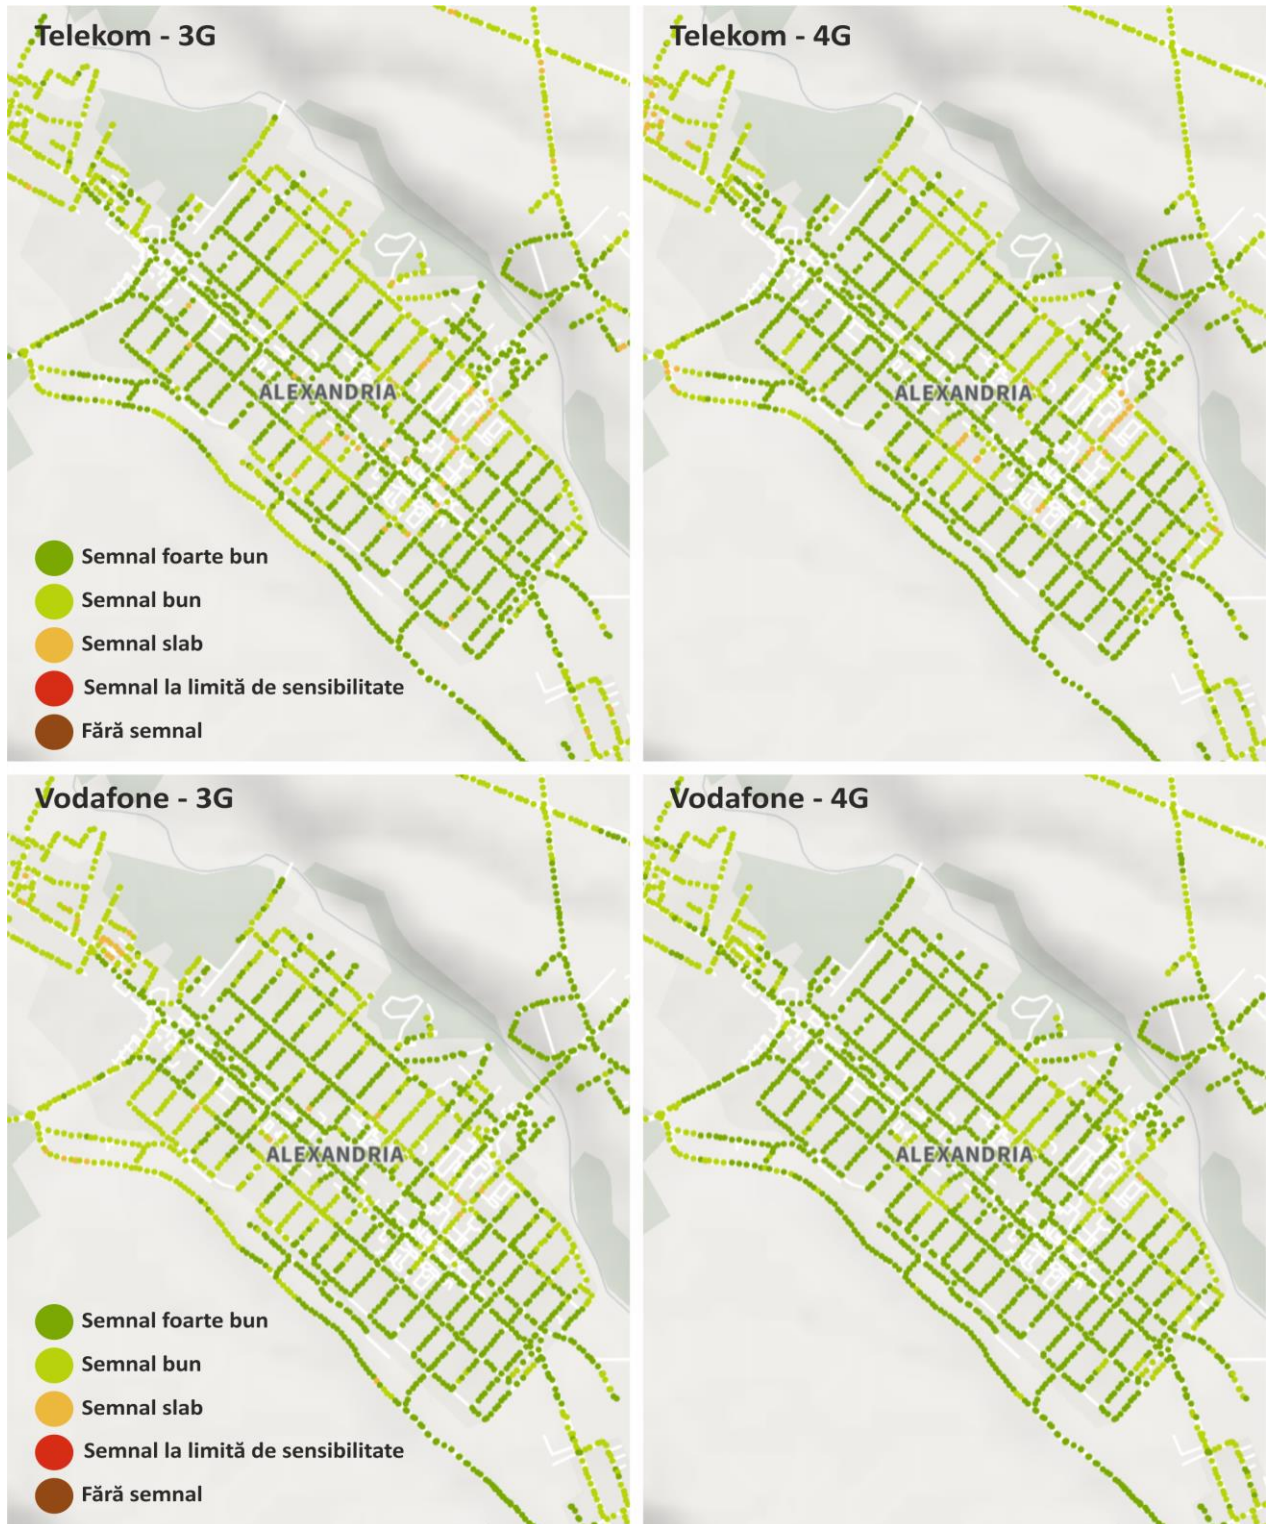 Telekom - 3G
Telekom - 4G
ALEXANDRIA
ALEXANDRIA
Semnal foarte bun
Semnal bun
Semnal slab
Semnal la limită de sensibilitate
Fără semnal
Vodafone - 3G
Vodafone - 4G
ALEXANDRIA
ALEXANDRIA
Semnal foarte bun
Semnal bun
Semnal slab
Semnal la limită de sensibilitate
Fără semnal